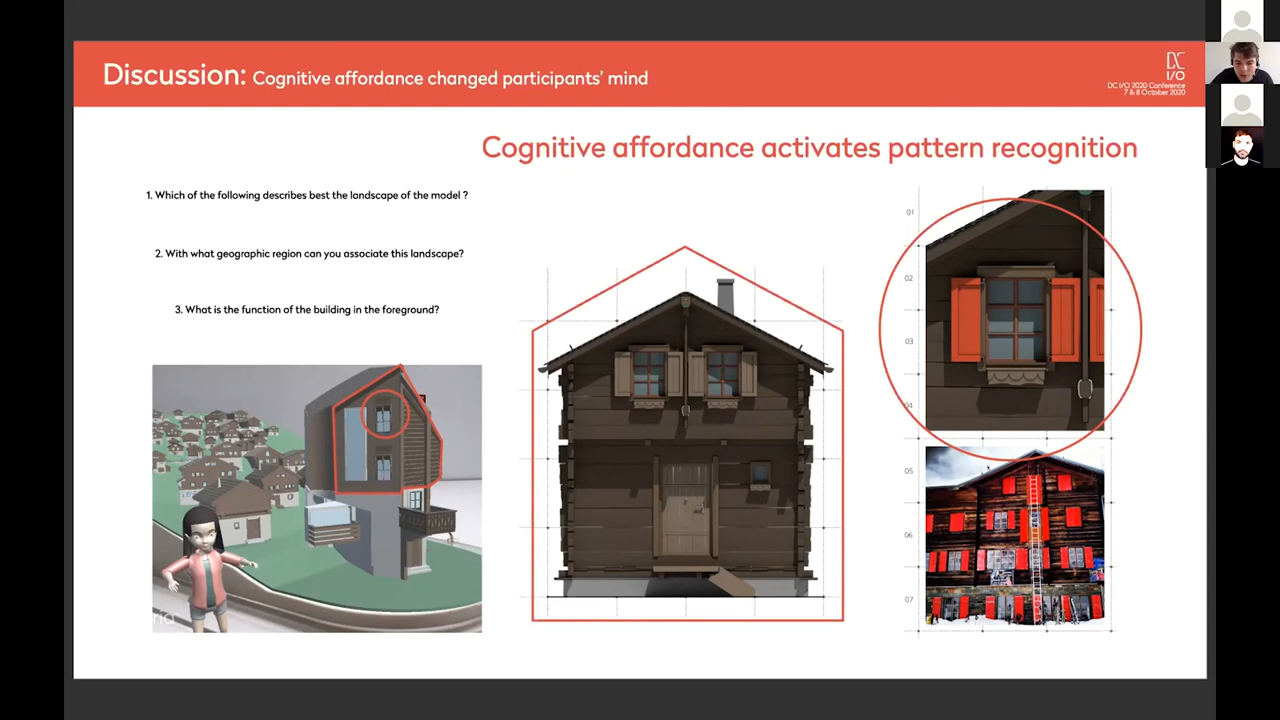 Discussion: Cognitive affordance changed participants' mind
DC
I/O
DC I/O 2020 Conference
7 & 8 October 2020
Cognitive affordance activates pattern recognition
1. Which of the following describes best the landscape of the model ?
2. With what geographic region can you associate this landscape?
3. What is the function of the building in the foreground?
01
02
03
04
05
06
07